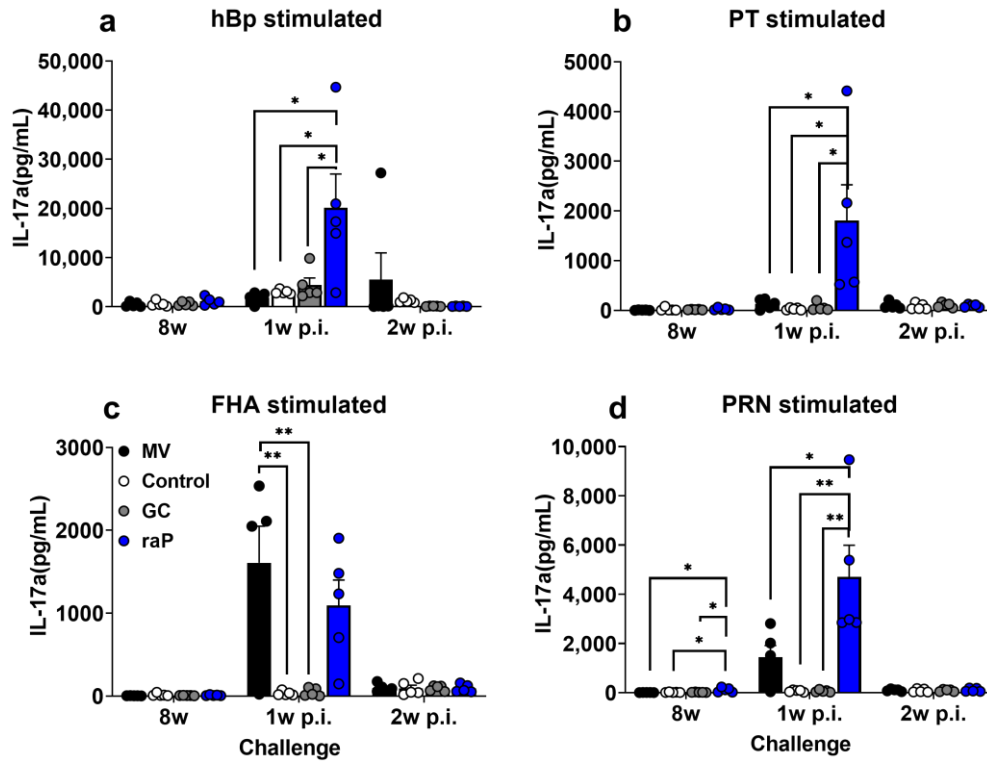 a
hBp stimulated
IL-17a(pg/mL)
50,000
40,000
30,000
20,000
10,000
0
*
*
*
8w
1w p.i.
2w p.i.
b
PT stimulated
IL-17a(pg/mL)
5000
4000
3000
2000
1000
0
*
*
*
8w
1w p.i.
2w p.i.
c
FHA stimulated
IL-17a(pg/mL)
3000
2000
1000
0
MV
Control
GC
raP
**
**
8w
1w p.i.
2w p.i.
Challenge
d
PRN stimulated
IL-17a(pg/mL)
10,000
8,000
6,000
4,000
2,000
0
*
*
*
*
**
**
8w
1w p.i.
2w p.i.
Challenge